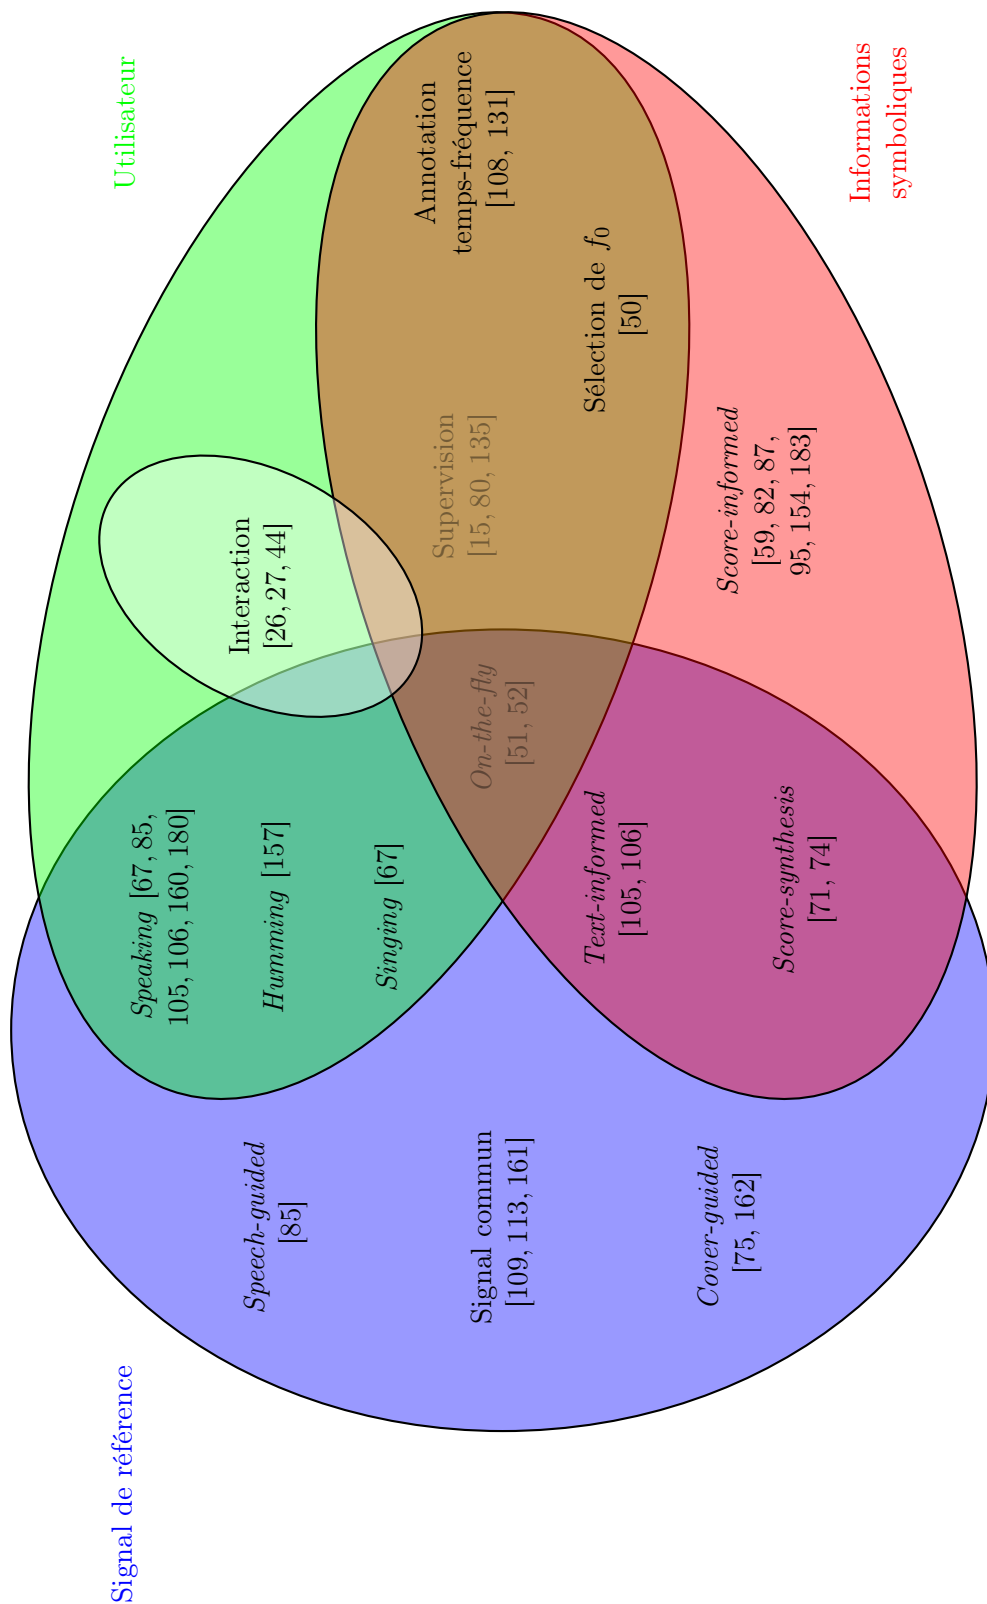 Signal de référence
Utilisateur
Informations
symboliques
Speech-guided
[85]
Signal commun
[109, 113, 161]
Cover-guided
[75, 162]
Speaking [67, 85,
105, 106, 160, 180]
Humming [157]
Singing [67]
Text-informed
[105, 106]
Score-synthesis
[71, 74]
On-the-fly
[51, 52]
Interaction
[26, 27, 44]
Supervision
[15, 80, 135]
Score-informed
[59, 82, 87,
95, 154, 183]
Sélection de f0
[50]
Annotation
temps-fréquence
[108, 131]